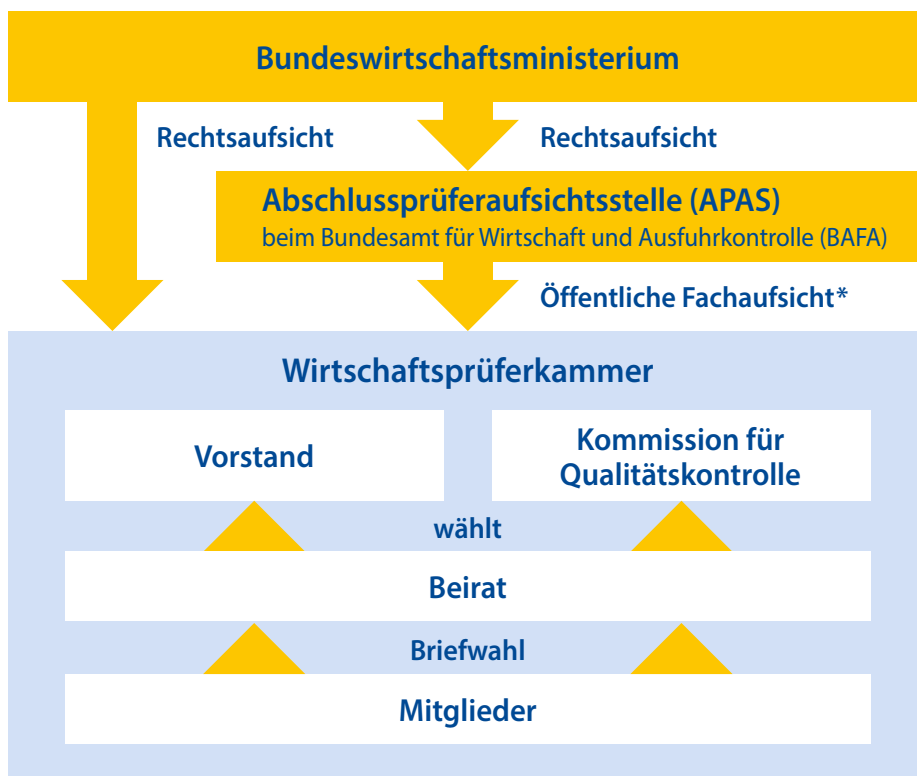 Bundeswirtschaftsministerium
Rechtsaufsicht
Rechtsaufsicht
Abschlussprüferaufsichtsstelle (APAS)
beim Bundesamt für Wirtschaft und Ausfuhrkontrolle (BAFA)
Öffentliche Fachaufsicht*
Wirtschaftsprüferkammer
Vorstand
Kommission für
Qualitätskontrolle
wählt
Beirat
Briefwahl
Mitglieder